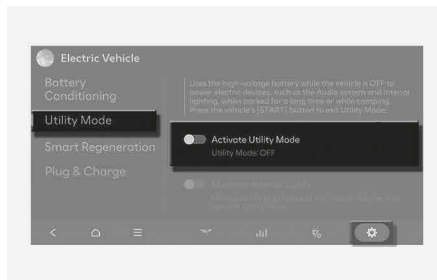 Electric Vehicle
Battery
Conditioning
Utility Mode
Smart Regeneration
Plug & Charge
Uses the high-voltage battery while the vehicle is OFF to
power electric devices, such as the Audio system and interior
lighting, when parked for a long time or while camping.
Press the vehicle's [START] button to exit Utility Mode.
Activate Utility Mode
Utility Mode: OFF